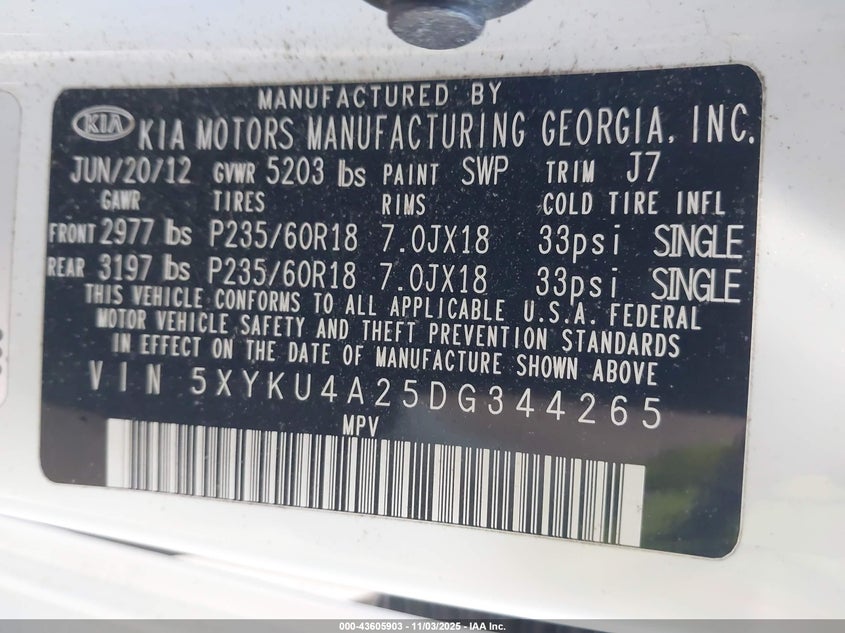 MANUFACTURED BY
KIA KIA MOTORS MANUFACTURING GEORGIA, INC.
JUN/20/12 GVWR 5203 lbs PAINT SWP TRIM J7
GAWR TIRES RIMS COLD TIRE INFL
FRONT 2977 lbs P235/60R18 7.0JX18 33psi SINGLE
REAR 3197 lbs P235/60R18 7.0JX18 33psi SINGLE
THIS VEHICLE CONFORMS TO ALL APPLICABLE U.S.A. FEDERAL
MOTOR VEHICLE SAFETY AND THEFT PREVENTION STANDARDS
IN EFFECT ON THE DATE OF MANUFACTURE SHOWN ABOVE
VIN 5XYKU4A25DG344265
MPV
000-43605903 - 11/03/2025 - IAA Inc.